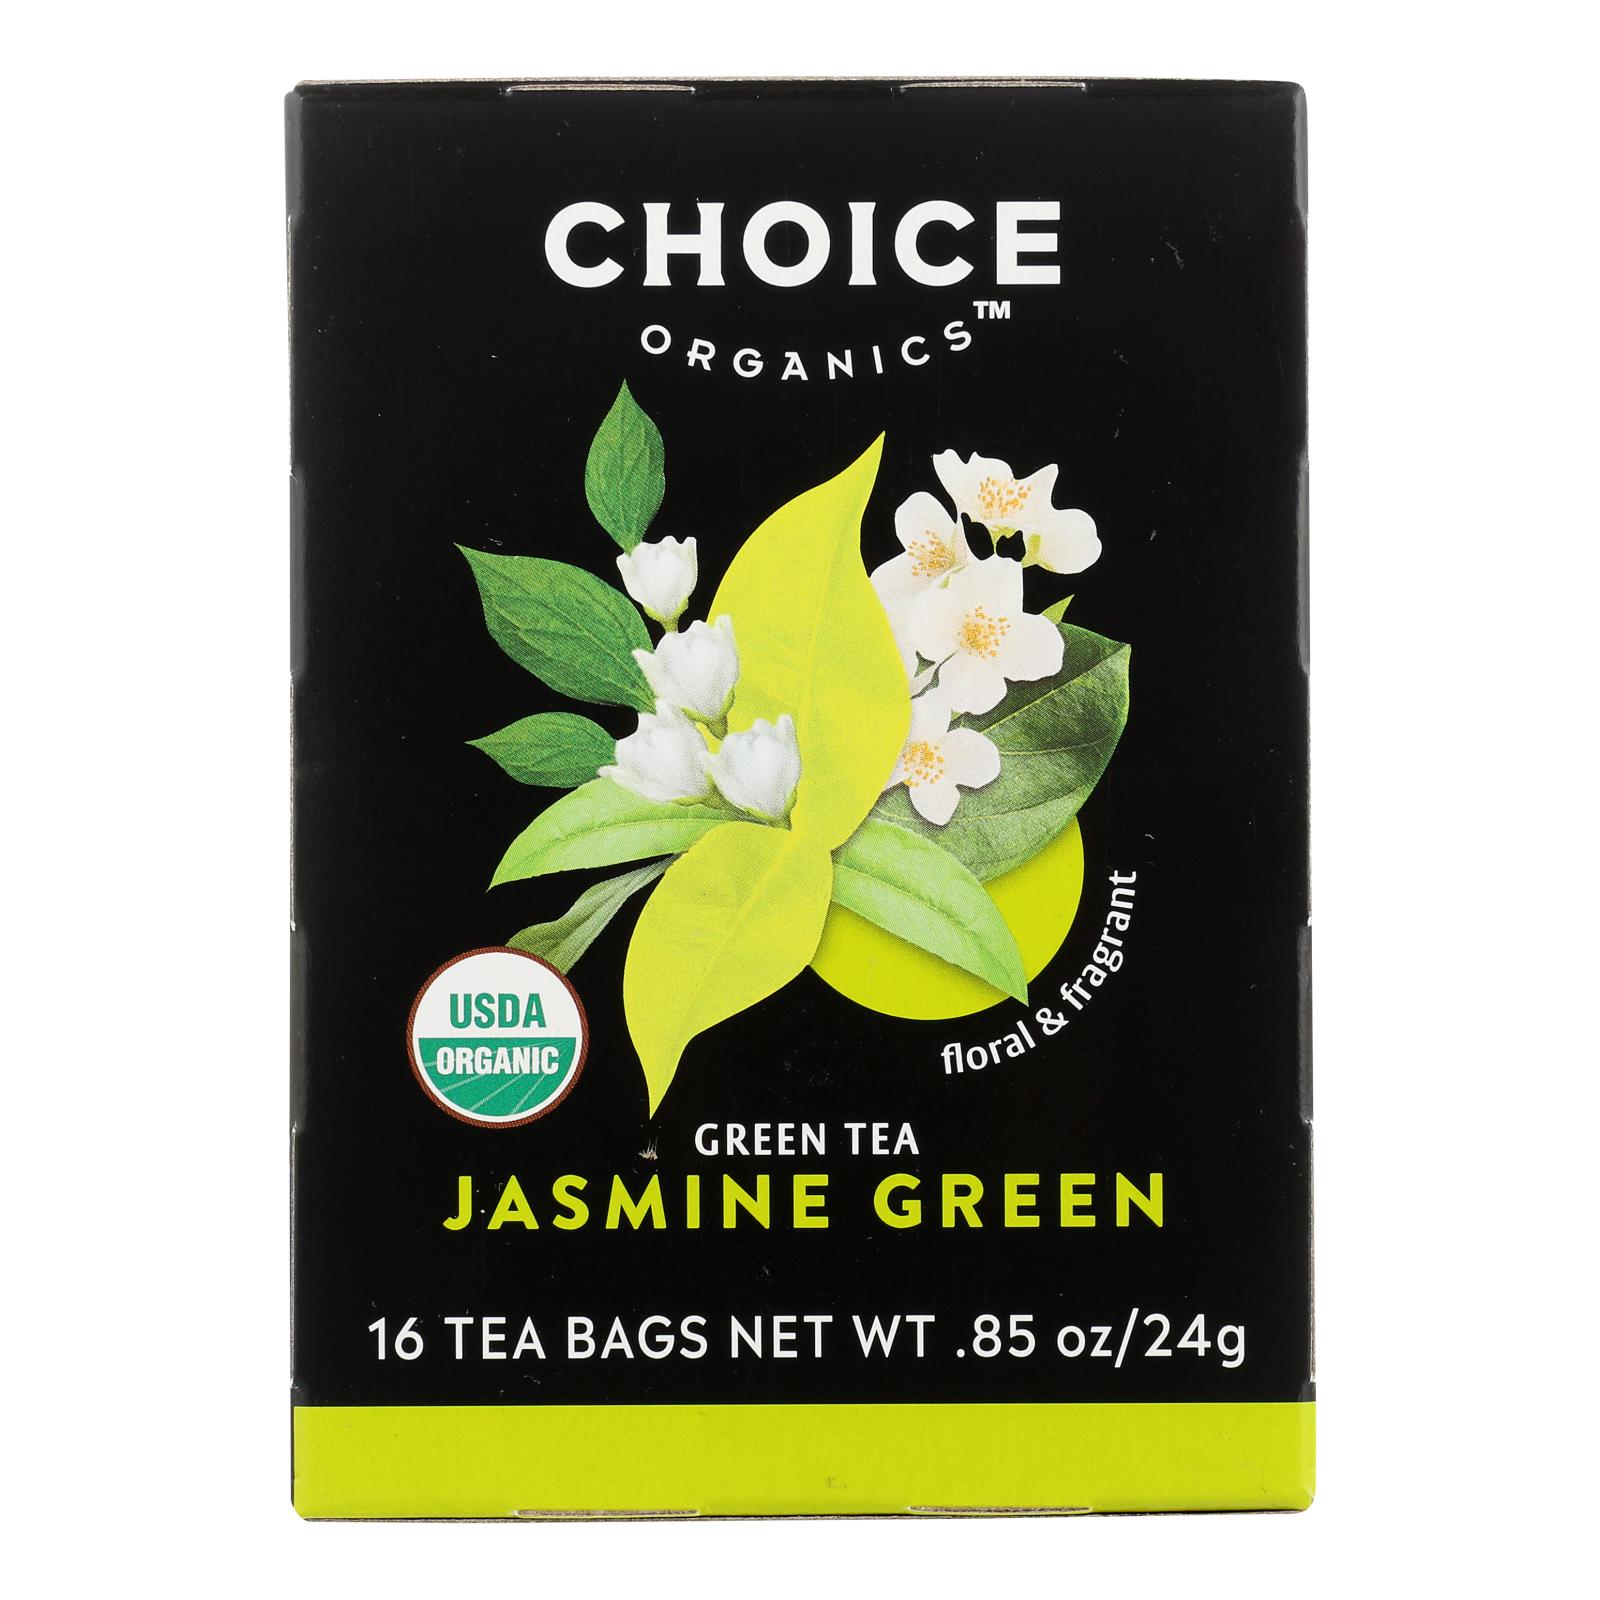 CHOICE
ORGANICS™
floral & fragrant
USDA
ORGANIC
GREEN TEA
JASMINE GREEN
16 TEA BAGS NET WT .85 oz/24g